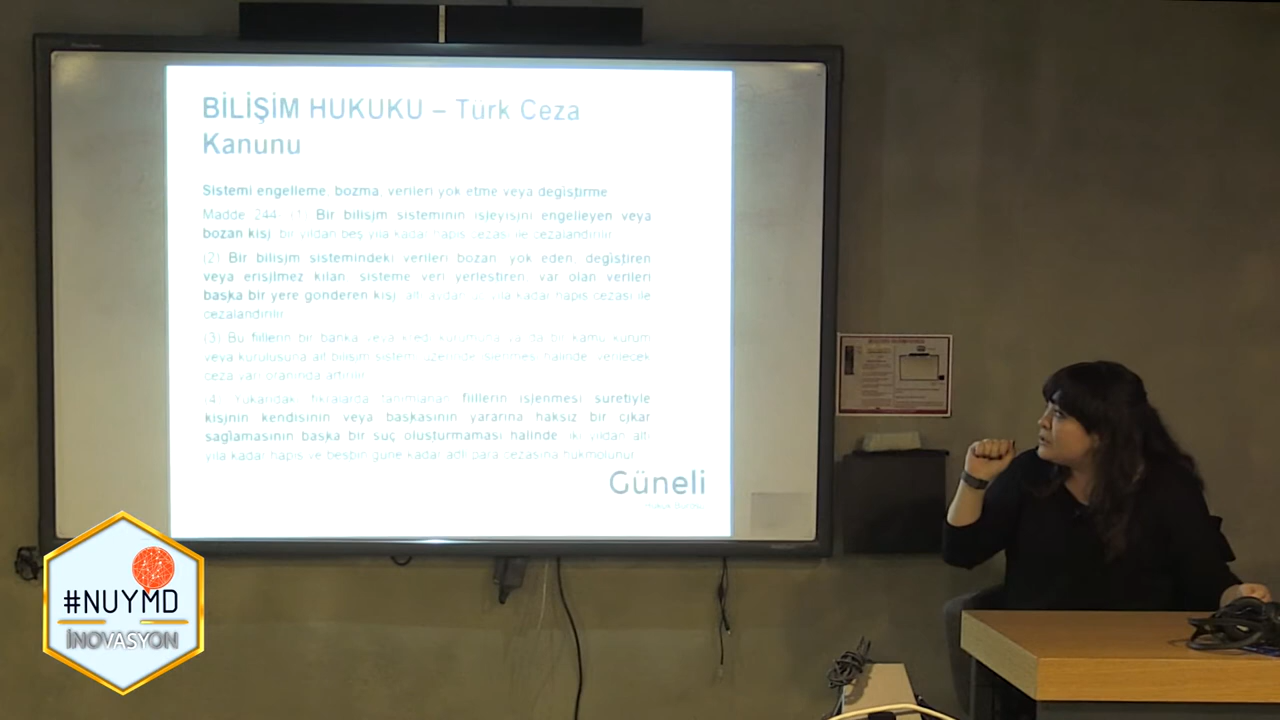 BİLİŞİM HUKUKU – Türk Ceza
Kanunu
Sistemi engelleme, bozma, verileri yok etme veya değiştirme
Madde 244- (1) Bir bilişim sisteminin işleyişini engelleyen veya
bozan kişi, bir yıldan beş yıla kadar hapis cezası ile cezalandırılır.
(2) Bir bilişim sistemindeki verileri bozan, yok eden, değiştiren
veya erişilmez kılan, sisteme veri yerleştiren, var olan verileri
başka bir yere gönderen kişi, altı aydan üç yıla kadar hapis cezası ile
cezalandırılır.
(3) Bu fiillerin bir banka veya kredi kurumuna ya da bir kamu kurum
veya kuruluşuna ait bilişim sistemi üzerinde işlenmesi halinde, verilecek
ceza yarı oranında artırılır.
(4) Yukarıdaki fıkralarda tanımlanan fiillerin işlenmesi suretiyle
kişinin kendisinin veya başkasının yararına haksız bir çıkar
sağlamasının başka bir suç oluşturmaması halinde, iki yıldan altı
yıla kadar hapis ve beşbin güne kadar adlî para cezasına hükmolunur.
Güneli
#NUYMD
İNOVASYON